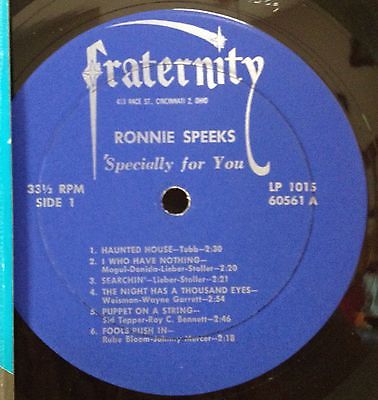 Fraternity
413 RACE ST., CINCINNATI 2, OHIO
RONNIE SPEEKS
'Specially for You
33⅓ RPM
SIDE 1
LP 1015
60561 A
1. HAUNTED HOUSE—Tubb—2:30
2. I WHO HAVE NOTHING—
Mogul-Donida-Lieber-Stoller—2:20
3. SEARCHIN'—Lieber-Stoller—2:21
4. THE NIGHT HAS A THOUSAND EYES—
Weisman-Wayne Garrett—2:54
5. PUPPET ON A STRING—
Sid Tepper-Roy C. Bennett—2:46
6. FOOLS RUSH IN—
Rube Bloom-Johnny Mercer—2:18